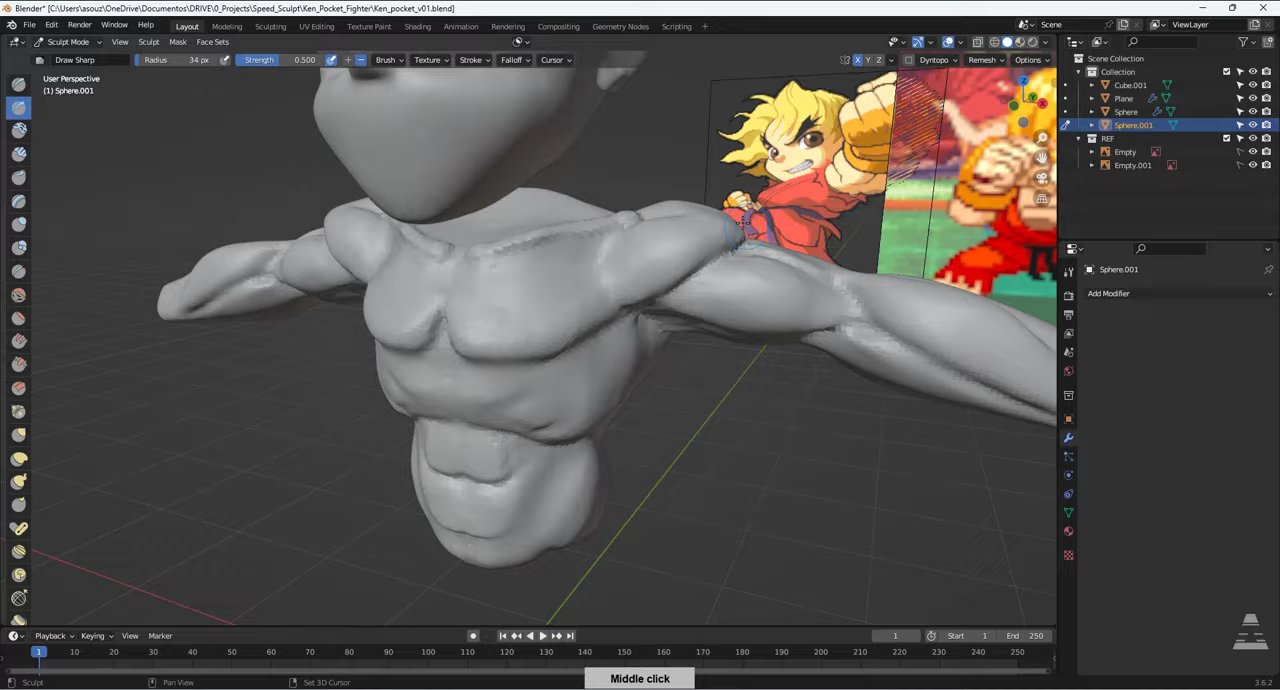 Blender* [C:\Users\asouz\OneDrive\Documentos\DRIVE\0_Projects\Speed_Sculpt\Ken_Pocket_Fighter\Ken_pocket_v01.blend]
File Edit Render Window Help Layout Modeling Sculpting UV Editing Texture Paint Shading Animation Rendering Compositing Geometry Nodes Scripting + Scene ViewLayer
Sculpt Mode View Sculpt Mask Face Sets
Draw Sharp Radius 34 px Strength 0.500 Brush Texture Stroke Falloff Cursor X Y Z Dyntopo Remesh Options
User Perspective
(1) Sphere.001
Scene Collection
Collection
Cube.001
Plane
Sphere
Sphere.001
REF
Empty
Empty.001
Sphere.001
Add Modifier
Playback Keying View Marker 1 Start 1 End 250
1 10 20 30 40 50 60 70 80 90 100 110 120 130 140 150 160 170 180 190 200 210 220 230 240 250
Middle click
Sculpt Pan View Set 3D Cursor 3.6.2